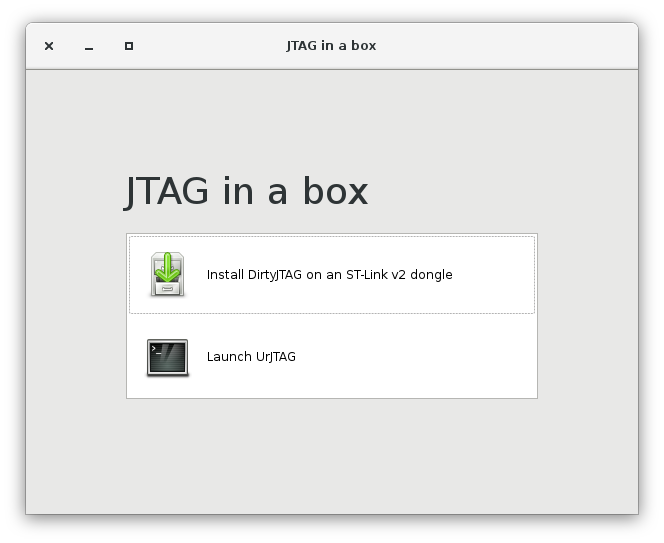 JTAG in a box
JTAG in a box
Install DirtyJTAG on an ST-Link v2 dongle
Launch UrJTAG